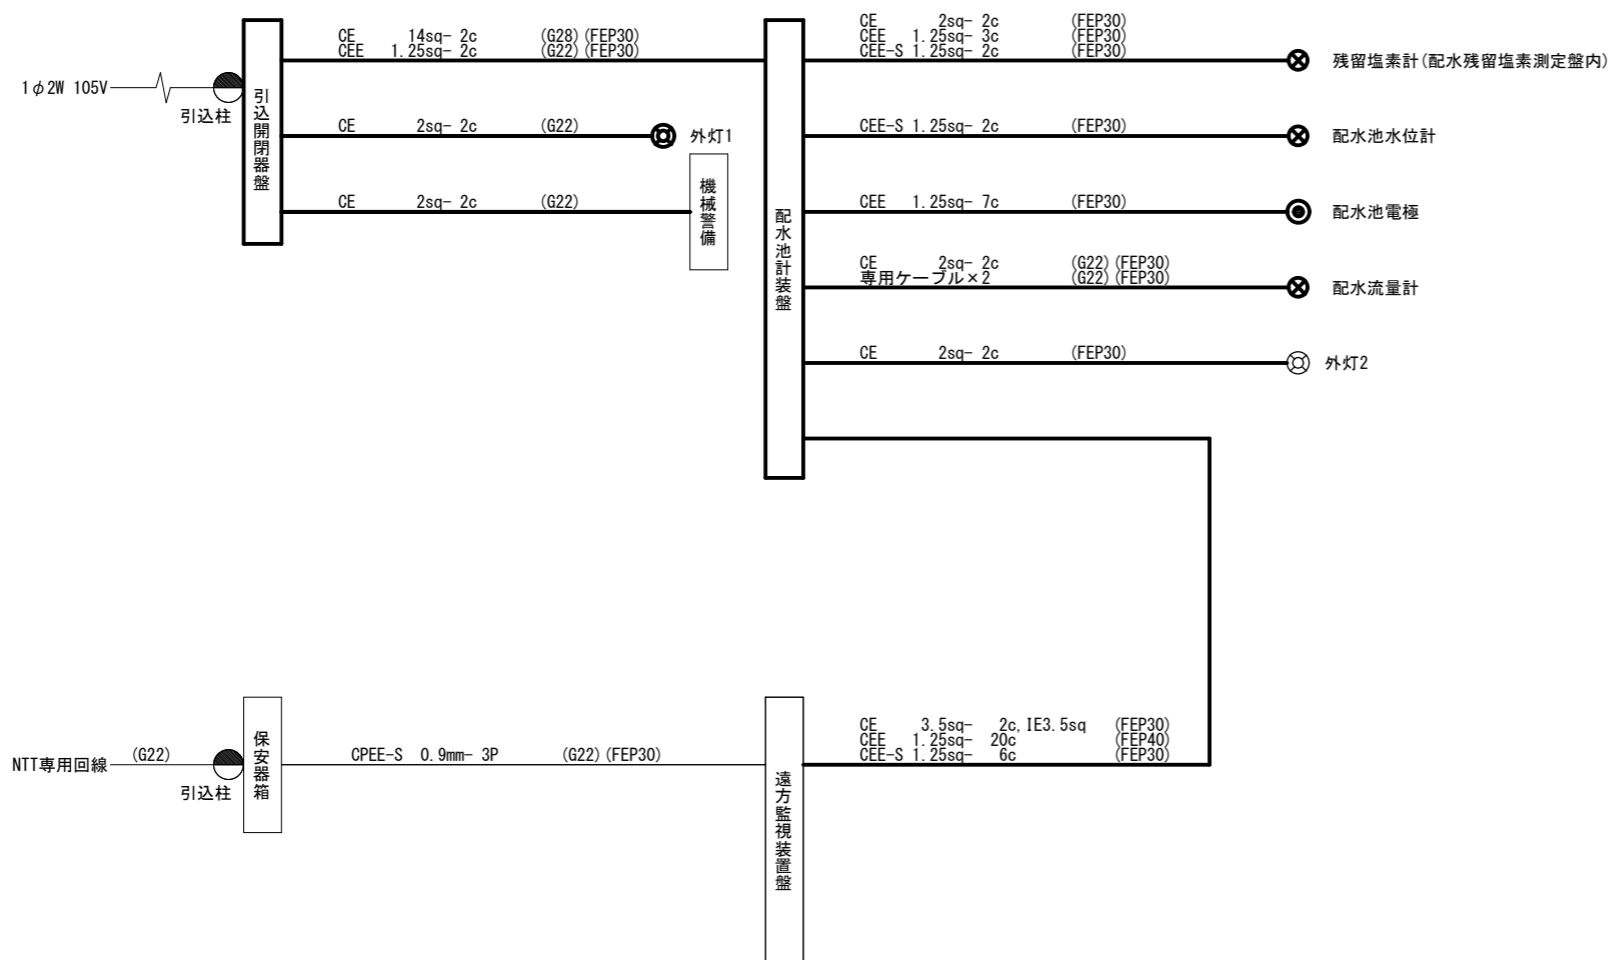 1φ2W 105V
引込柱
引込開閉器盤
CE 14sq- 2c (G28)(FEP30)
CEE 1.25sq- 2c (G22)(FEP30)
CE 2sq- 2c (G22)
外灯1
CE 2sq- 2c (G22)
機械警備
配水池計装盤
CE 2sq- 2c (FEP30)
CEE 1.25sq- 3c (FEP30)
CEE-S 1.25sq- 2c (FEP30)
残留塩素計(配水残留塩素測定盤内)
CEE-S 1.25sq- 2c (FEP30)
配水池水位計
CEE 1.25sq- 7c (FEP30)
配水池電極
CE 2sq- 2c (G22)(FEP30)
専用ケーブル×2 (G22)(FEP30)
配水流量計
CE 2sq- 2c (FEP30)
外灯2
NTT専用回線
(G22)
引込柱
保安器箱
CPEE-S 0.9mm- 3P (G22)(FEP30)
遠方監視装置盤
CE 3.5sq- 2c,IE3.5sq (FEP30)
CEE 1.25sq- 20c (FEP40)
CEE-S 1.25sq- 6c (FEP30)